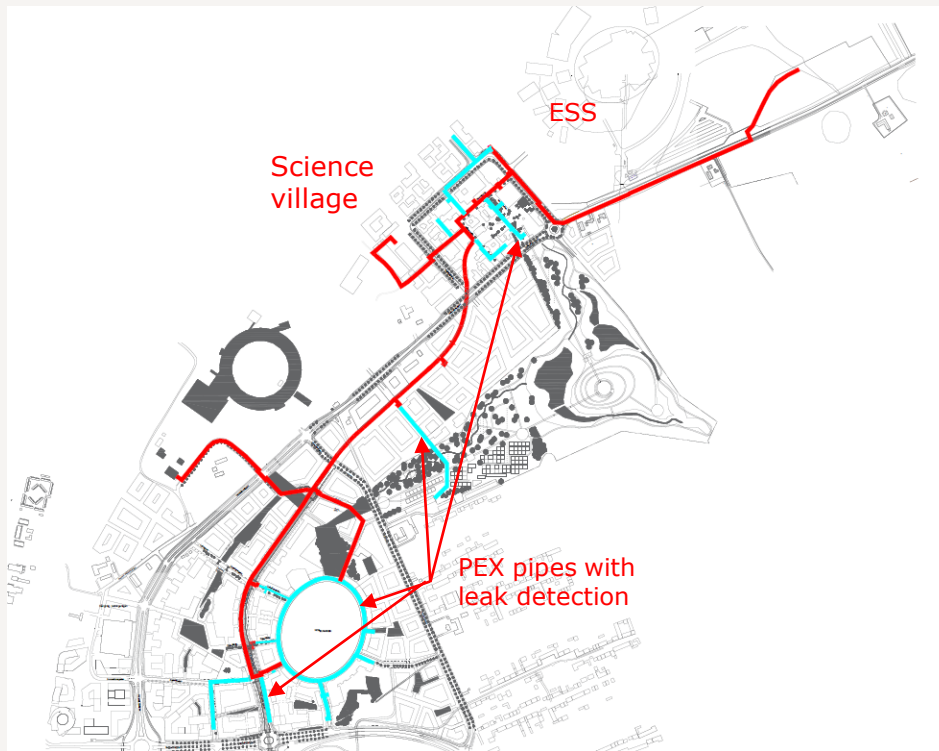 ESS
Science
village
PEX pipes with
leak detection